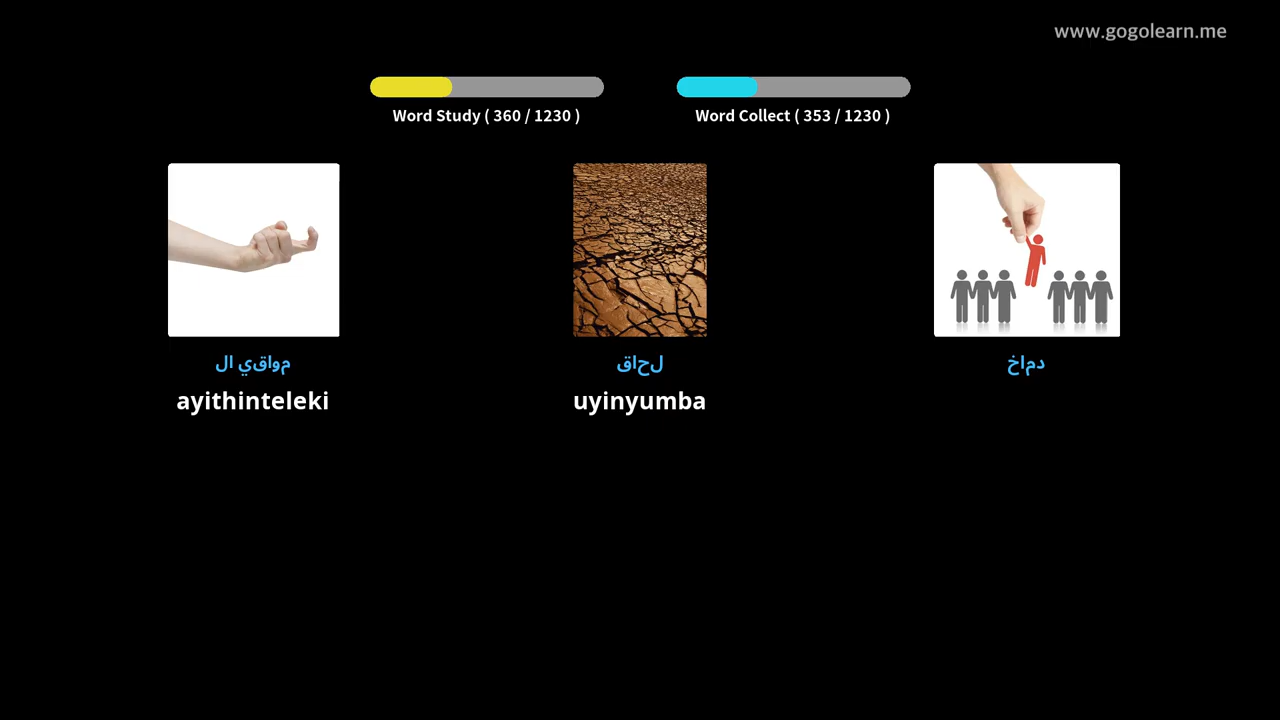 www.gogolearn.me
Word Study ( 360 / 1230 )
Word Collect ( 353 / 1230 )
مواقي ال
ayithinteleki
لحاق
uyinyumba
دماخ